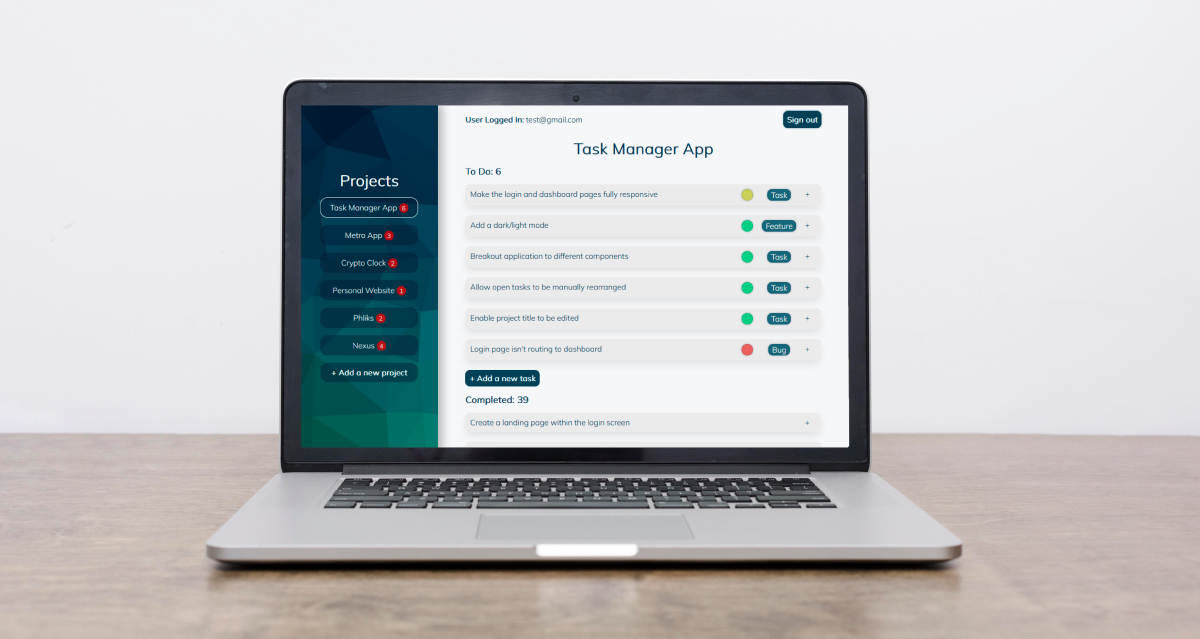 User Logged In: test@gmail.com
Sign out
Task Manager App
Projects
Task Manager App 6
Metro App 3
Crypto Clock 2
Personal Website 1
Phliks 2
Nexus 4
+ Add a new project
To Do: 6
Make the login and dashboard pages fully responsive Task +
Add a dark/light mode Feature +
Breakout application to different components Task +
Allow open tasks to be manually rearranged Task +
Enable project title to be edited Task +
Login page isn't routing to dashboard Bug +
+ Add a new task
Completed: 39
Create a landing page within the login screen +